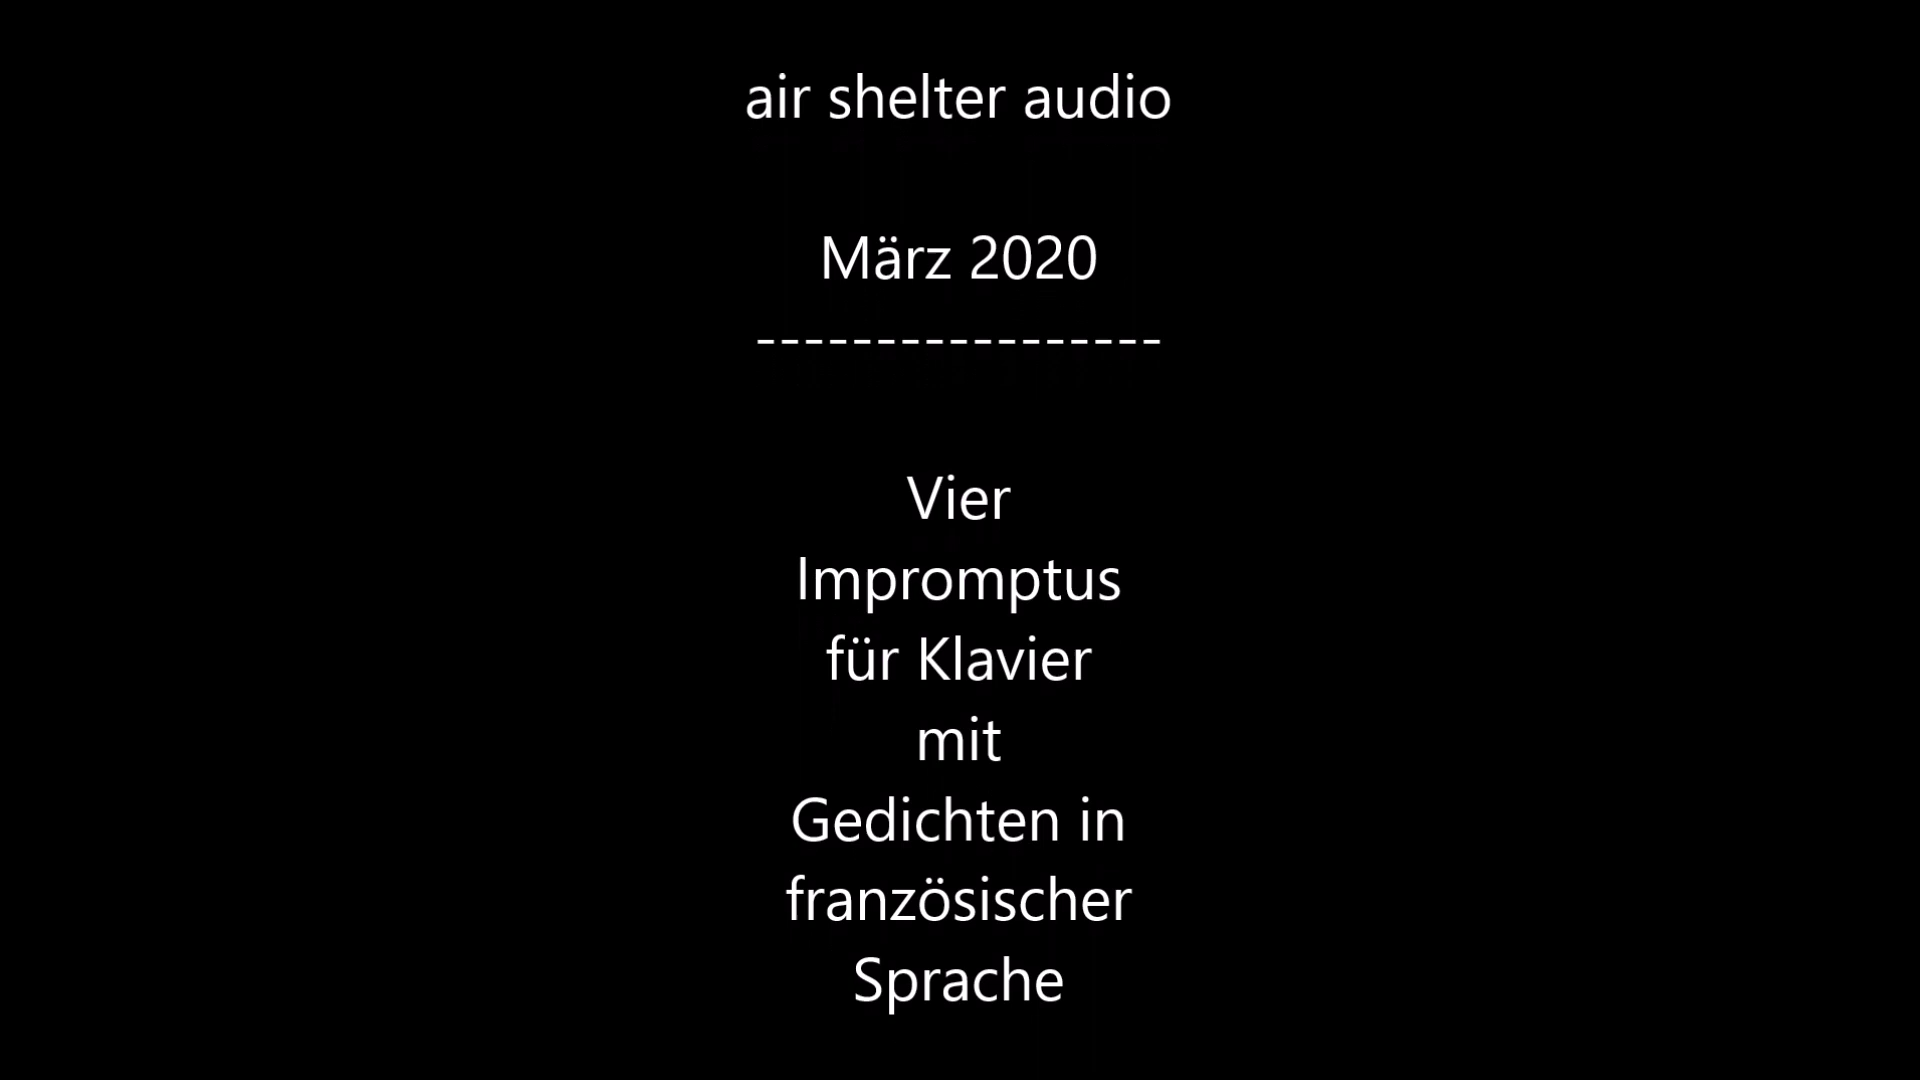 air shelter audio
März 2020
-----------------
Vier
Impromptus
für Klavier
mit
Gedichten in
französischer
Sprache